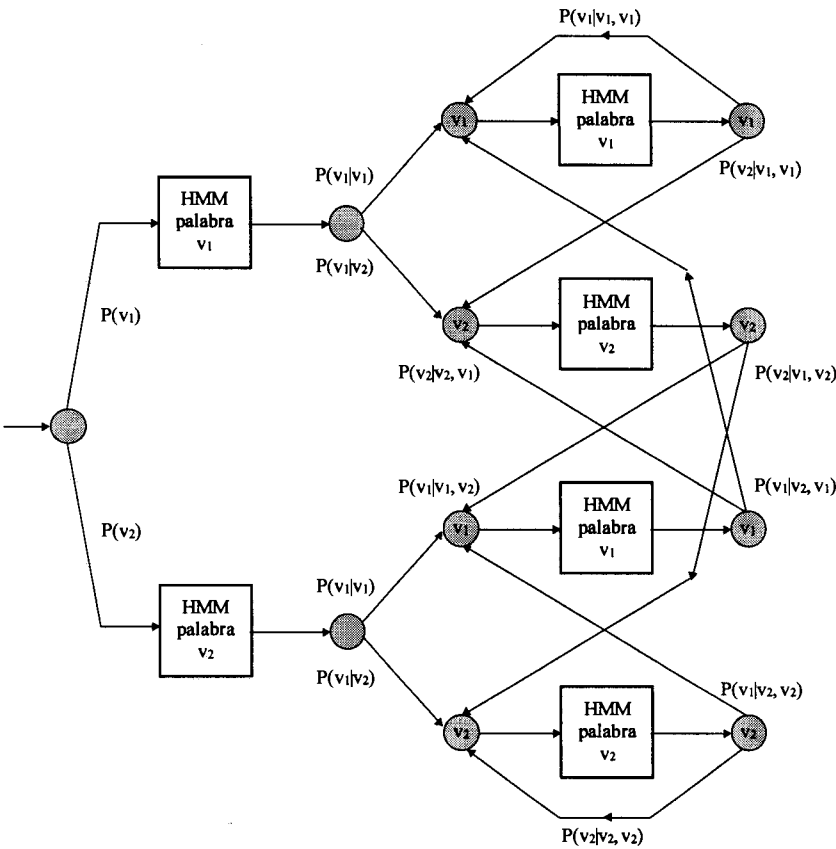 P(v₁|v₁, v₁)
HMM
palabra
v₁
v₁
v₁
P(v₂|v₁, v₁)
P(v₁|v₁)
HMM
palabra
v₁
P(v₁|v₂)
P(v₁)
HMM
palabra
v₂
v₂
v₂
P(v₂|v₂, v₁)
P(v₂|v₁, v₂)
P(v₁|v₁, v₂)
P(v₁|v₂, v₁)
P(v₂)
HMM
palabra
v₁
v₁
v₁
P(v₁|v₁)
HMM
palabra
v₂
P(v₁|v₂)
P(v₁|v₂, v₂)
HMM
palabra
v₂
v₂
v₂
P(v₂|v₂, v₂)